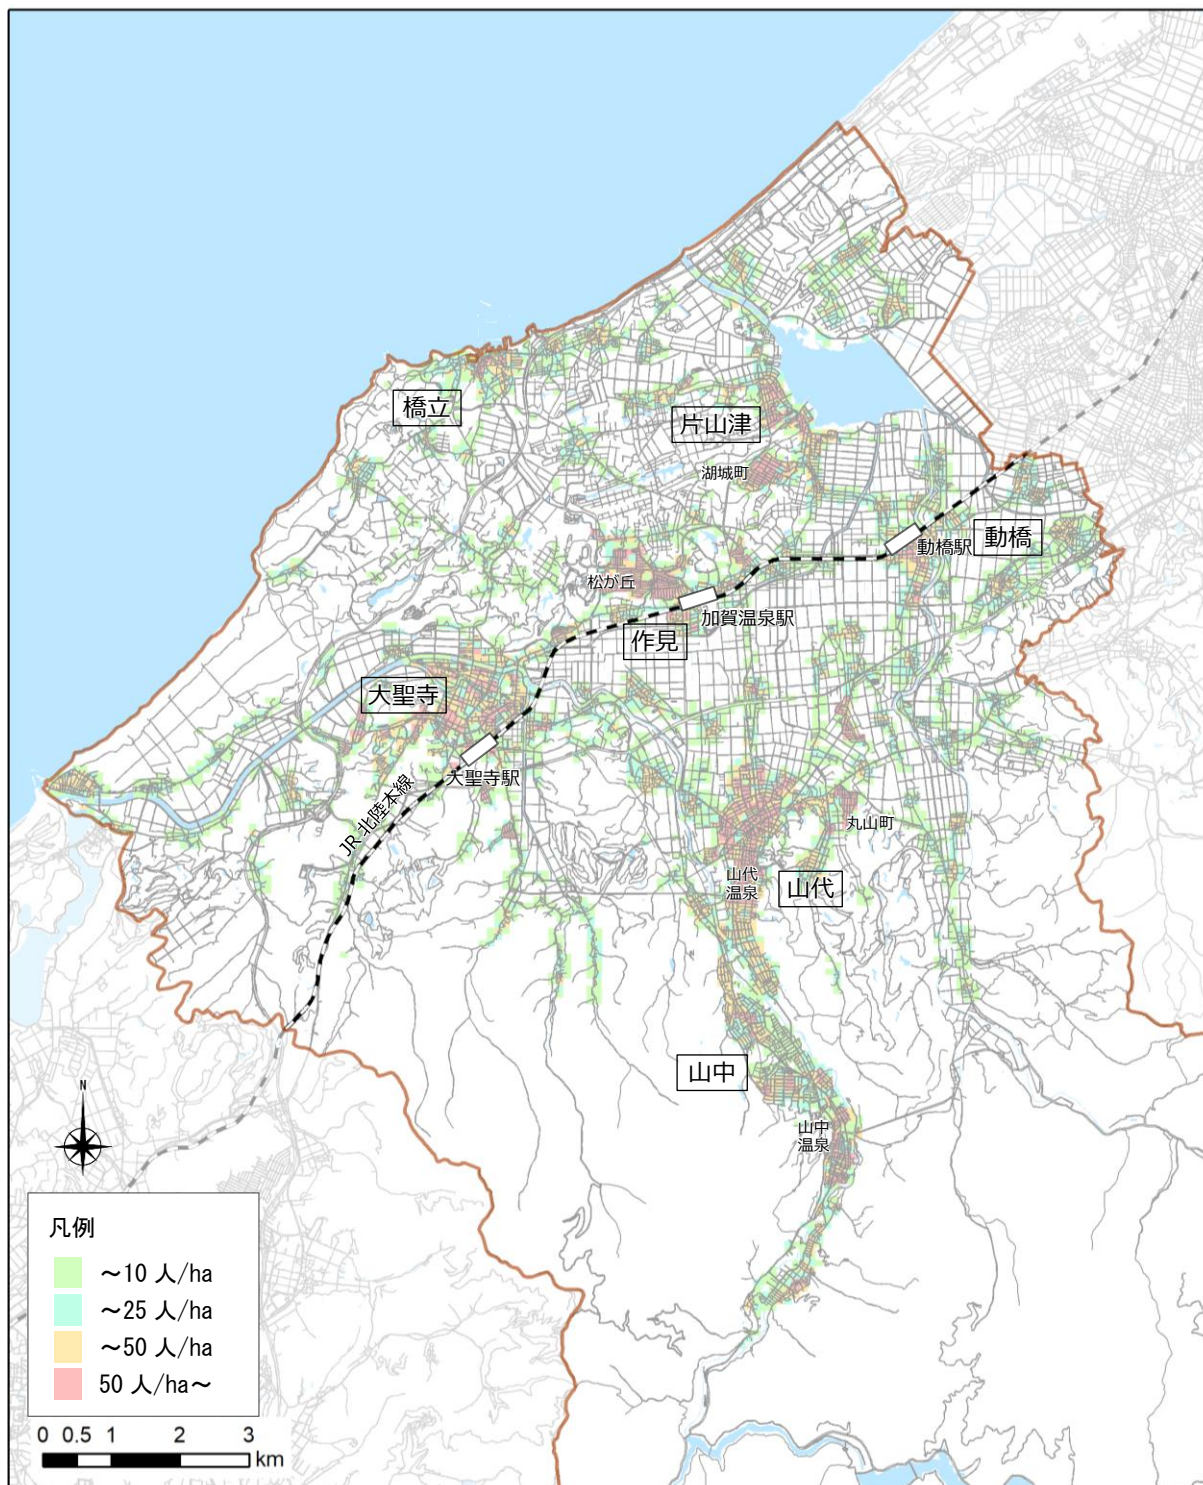 橋立
片山津
湖城町
動橋
動橋駅
松が丘
加賀温泉駅
作見
大聖寺
大聖寺駅
JR 北陸本線
丸山町
山代
温泉
山代
山中
山中
温泉
N
凡例
～10 人/ha
～25 人/ha
～50 人/ha
50 人/ha～
0 0.5 1 2 3
km